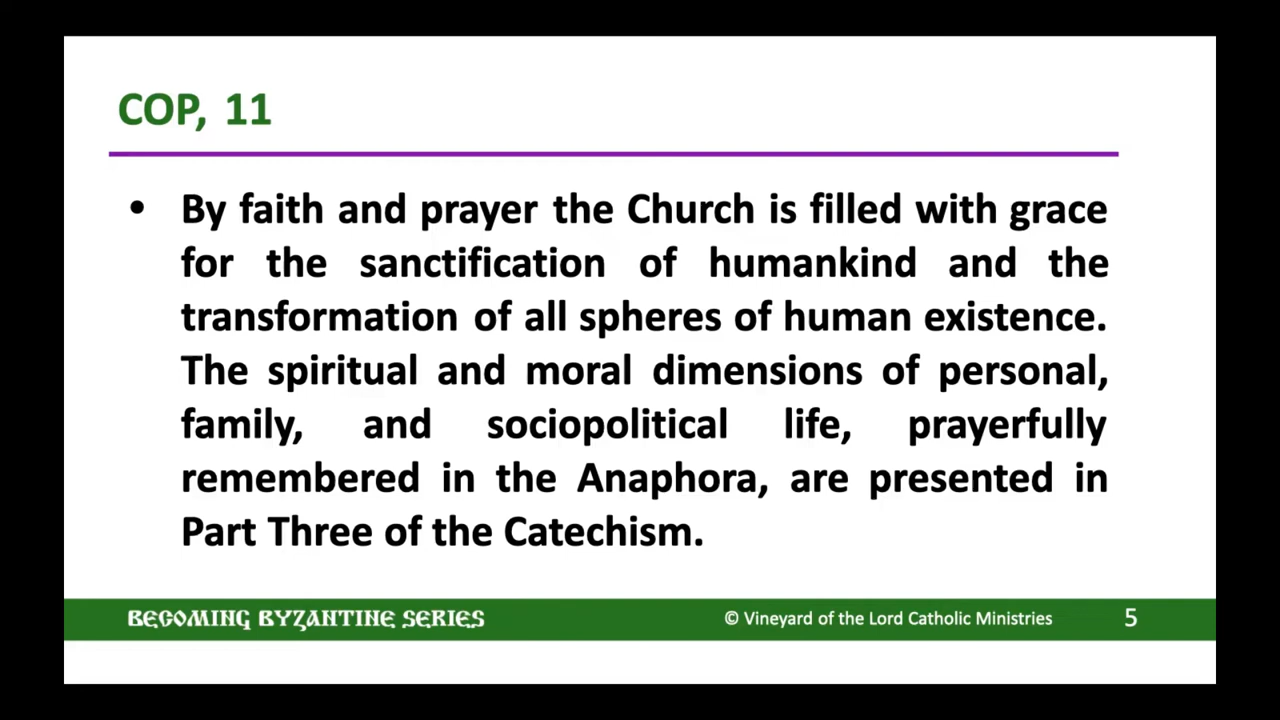 COP, 11
• By faith and prayer the Church is filled with grace
for the sanctification of humankind and the
transformation of all spheres of human existence.
The spiritual and moral dimensions of personal,
family, and sociopolitical life, prayerfully
remembered in the Anaphora, are presented in
Part Three of the Catechism.
BECOMING BYZANTINE SERIES
© Vineyard of the Lord Catholic Ministries
5